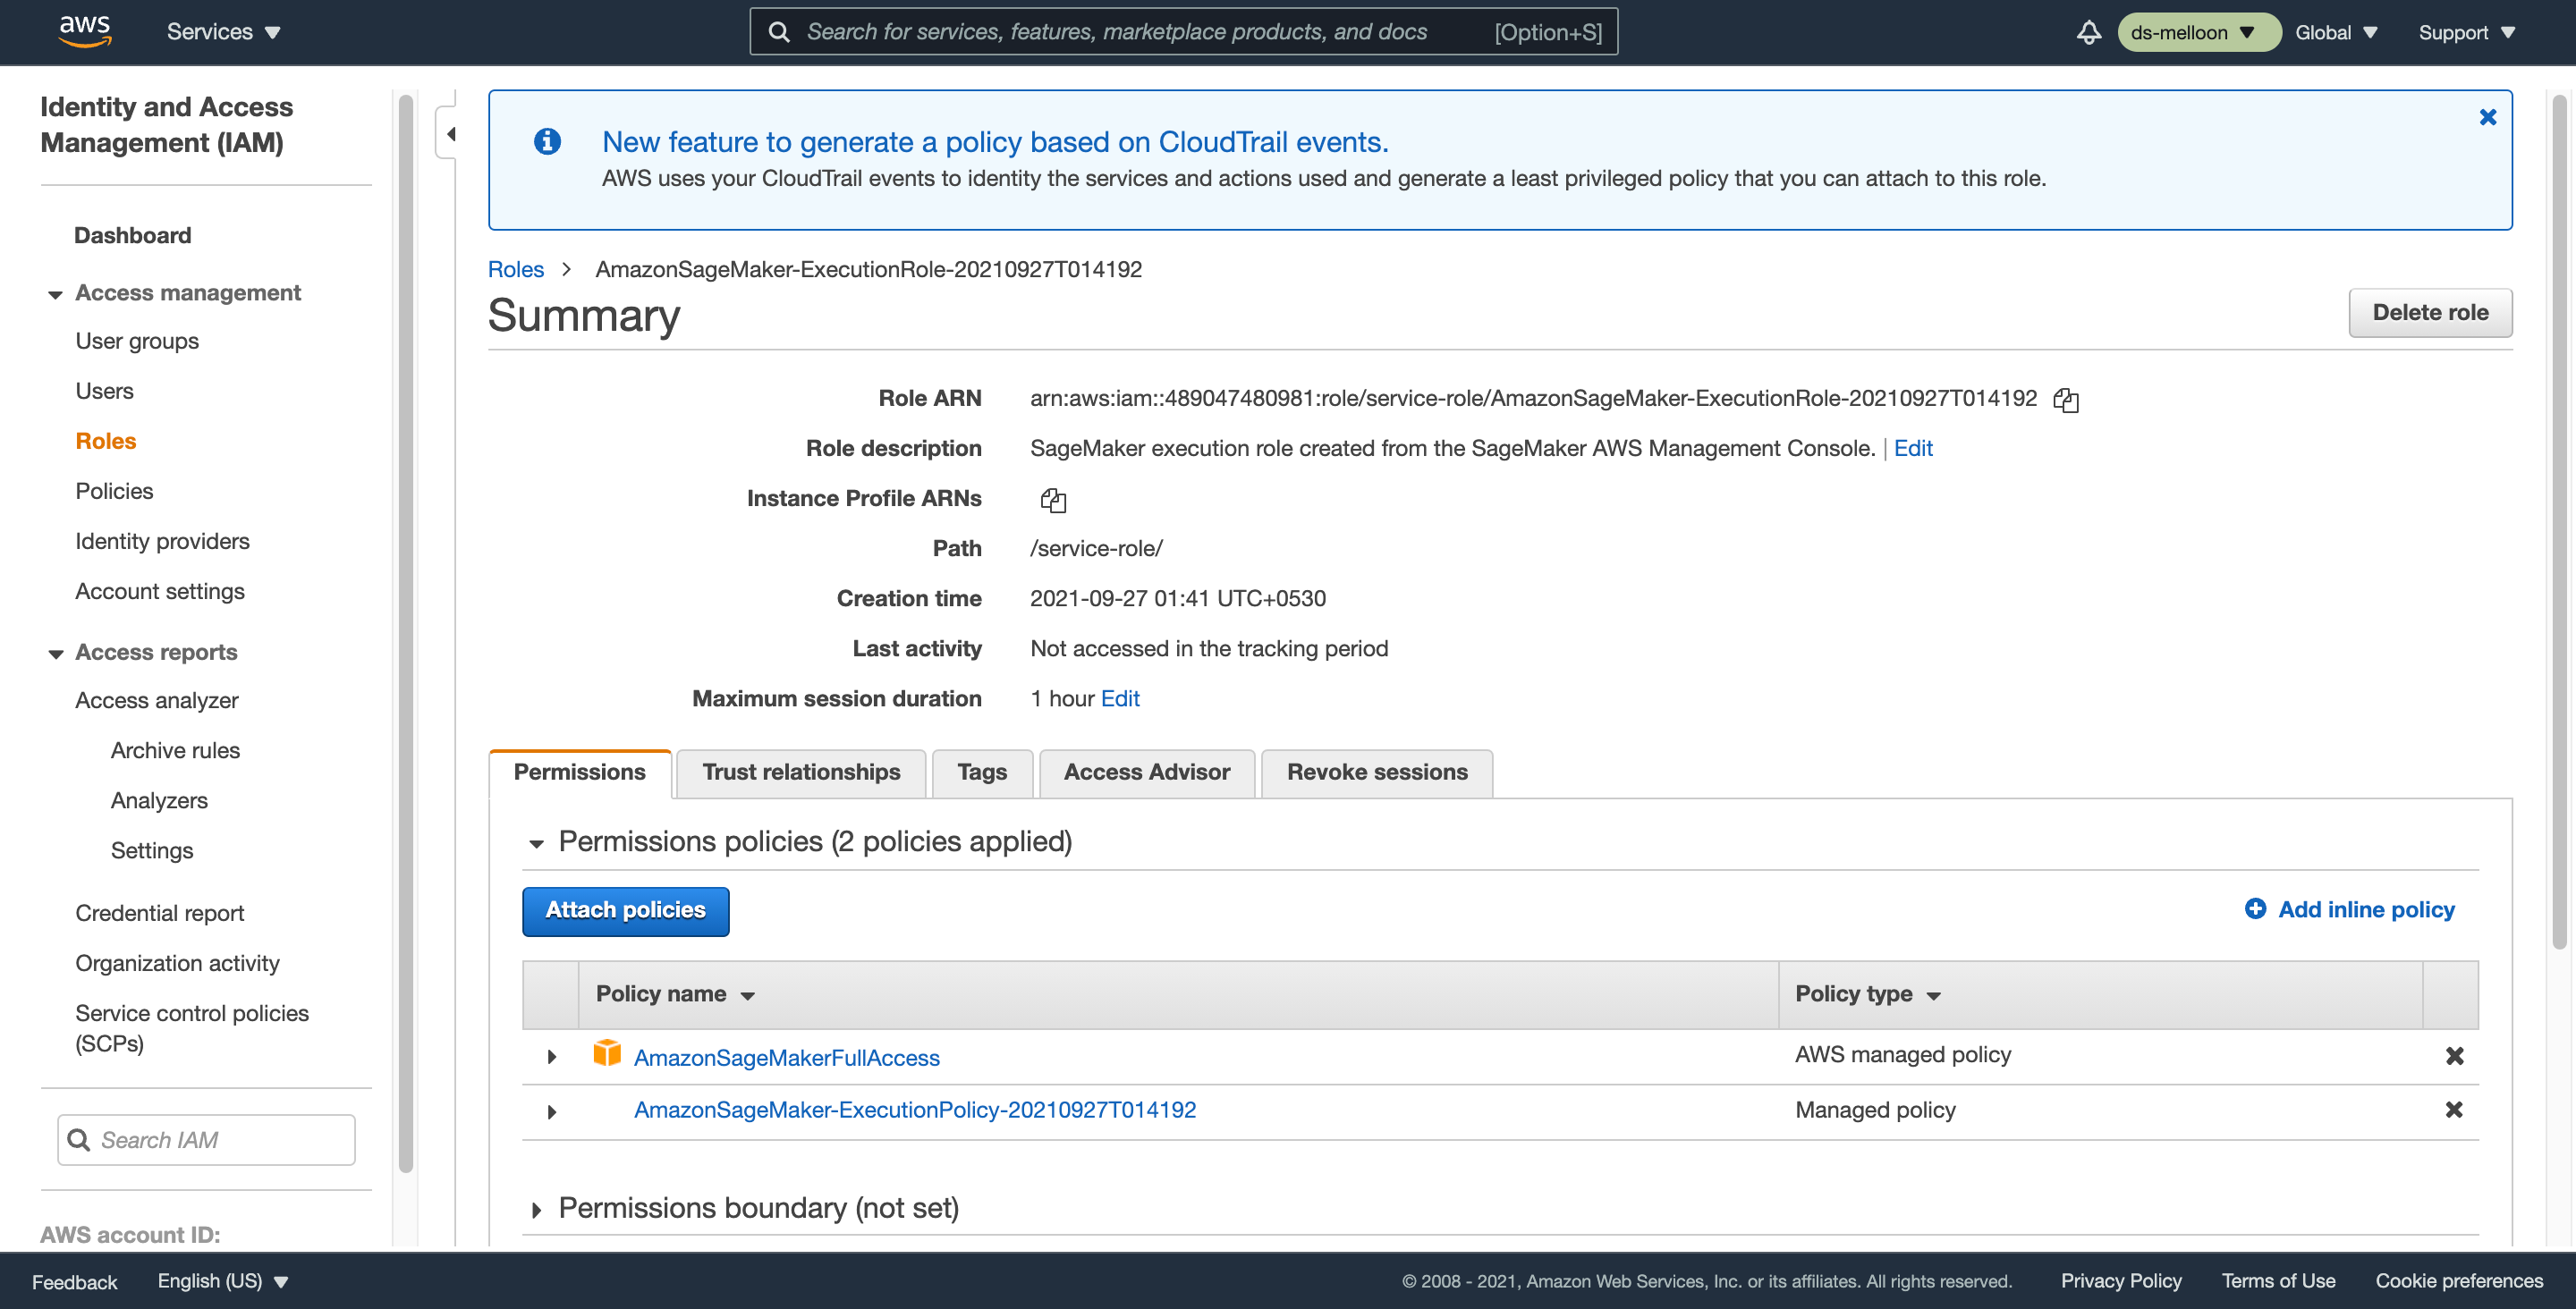 aws
Services
Search for services, features, marketplace products, and docs
[Option+S]
ds-melloon
Global
Support
Identity and Access
Management (IAM)
Dashboard
Access management
User groups
Users
Roles
Policies
Identity providers
Account settings
Access reports
Access analyzer
Archive rules
Analyzers
Settings
Credential report
Organization activity
Service control policies
(SCPs)
Search IAM
AWS account ID:
New feature to generate a policy based on CloudTrail events.
AWS uses your CloudTrail events to identity the services and actions used and generate a least privileged policy that you can attach to this role.
Roles > AmazonSageMaker-ExecutionRole-20210927T014192
Summary
Delete role
Role ARN arn:aws:iam::489047480981:role/service-role/AmazonSageMaker-ExecutionRole-20210927T014192
Role description SageMaker execution role created from the SageMaker AWS Management Console. | Edit
Instance Profile ARNs
Path /service-role/
Creation time 2021-09-27 01:41 UTC+0530
Last activity Not accessed in the tracking period
Maximum session duration 1 hour Edit
Permissions
Trust relationships
Tags
Access Advisor
Revoke sessions
Permissions policies (2 policies applied)
Attach policies
Add inline policy
Policy name
Policy type
AmazonSageMakerFullAccess
AWS managed policy
AmazonSageMaker-ExecutionPolicy-20210927T014192
Managed policy
Permissions boundary (not set)
Feedback
English (US)
© 2008 - 2021, Amazon Web Services, Inc. or its affiliates. All rights reserved.
Privacy Policy
Terms of Use
Cookie preferences